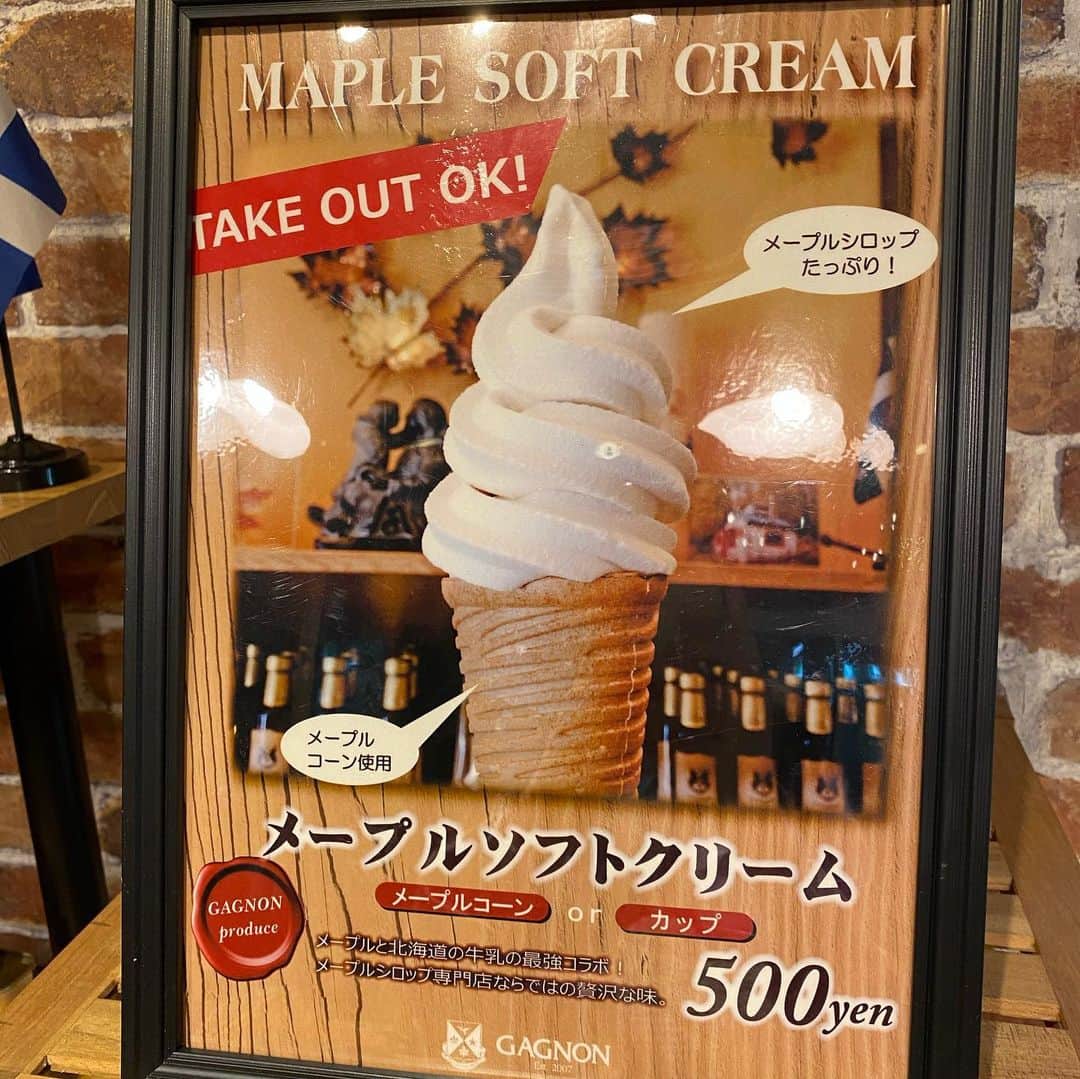 MAPLE SOFT CREAM
TAKE OUT OK!
メープルシロップ
たっぷり！
メープル
コーン使用
メープルソフトクリーム
メープルコーン or カップ
GAGNON
produce
メープルと北海道の牛乳の最強コラボ！
メープルシロップ専門店ならではの贅沢な味。
500yen
GAGNON
Est. 2007